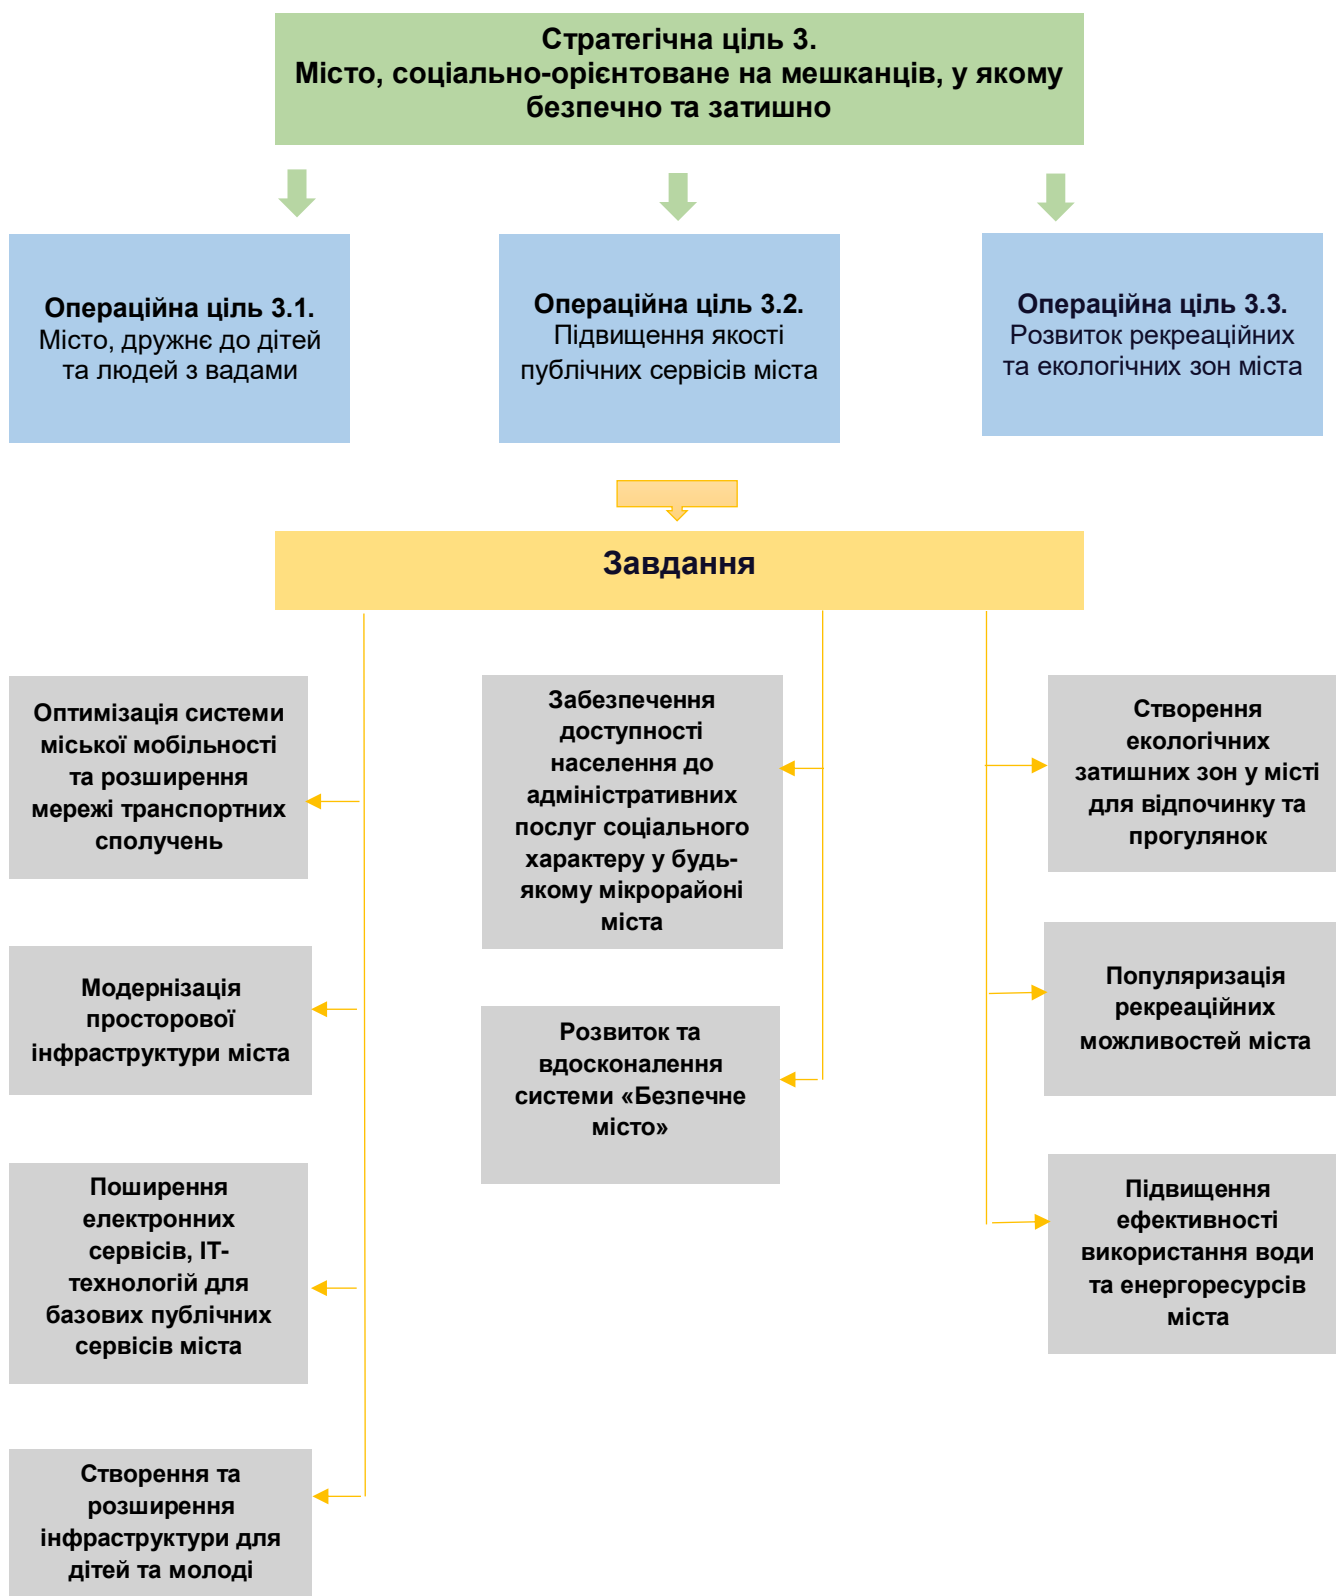 Стратегічна ціль 3.
Місто, соціально-орієнтоване на мешканців, у якому
безпечно та затишно
Операційна ціль 3.1.
Місто, дружнє до дітей
та людей з вадами
Операційна ціль 3.2.
Підвищення якості
публічних сервісів міста
Операційна ціль 3.3.
Розвиток рекреаційних
та екологічних зон міста
Завдання
Оптимізація системи
міської мобільності
та розширення
мережі транспортних
сполучень
Модернізація
просторової
інфраструктури міста
Поширення
електронних
сервісів, ІТ-
технологій для
базових публічних
сервісів міста
Створення та
розширення
інфраструктури для
дітей та молоді
Забезпечення
доступності
населення до
адміністративних
послуг соціального
характеру у будь-
якому мікрорайоні
міста
Розвиток та
вдосконалення
системи «Безпечне
місто»
Створення
екологічних
затишних зон у місті
для відпочинку та
прогулянок
Популяризація
рекреаційних
можливостей міста
Підвищення
ефективності
використання води
та енергоресурсів
міста